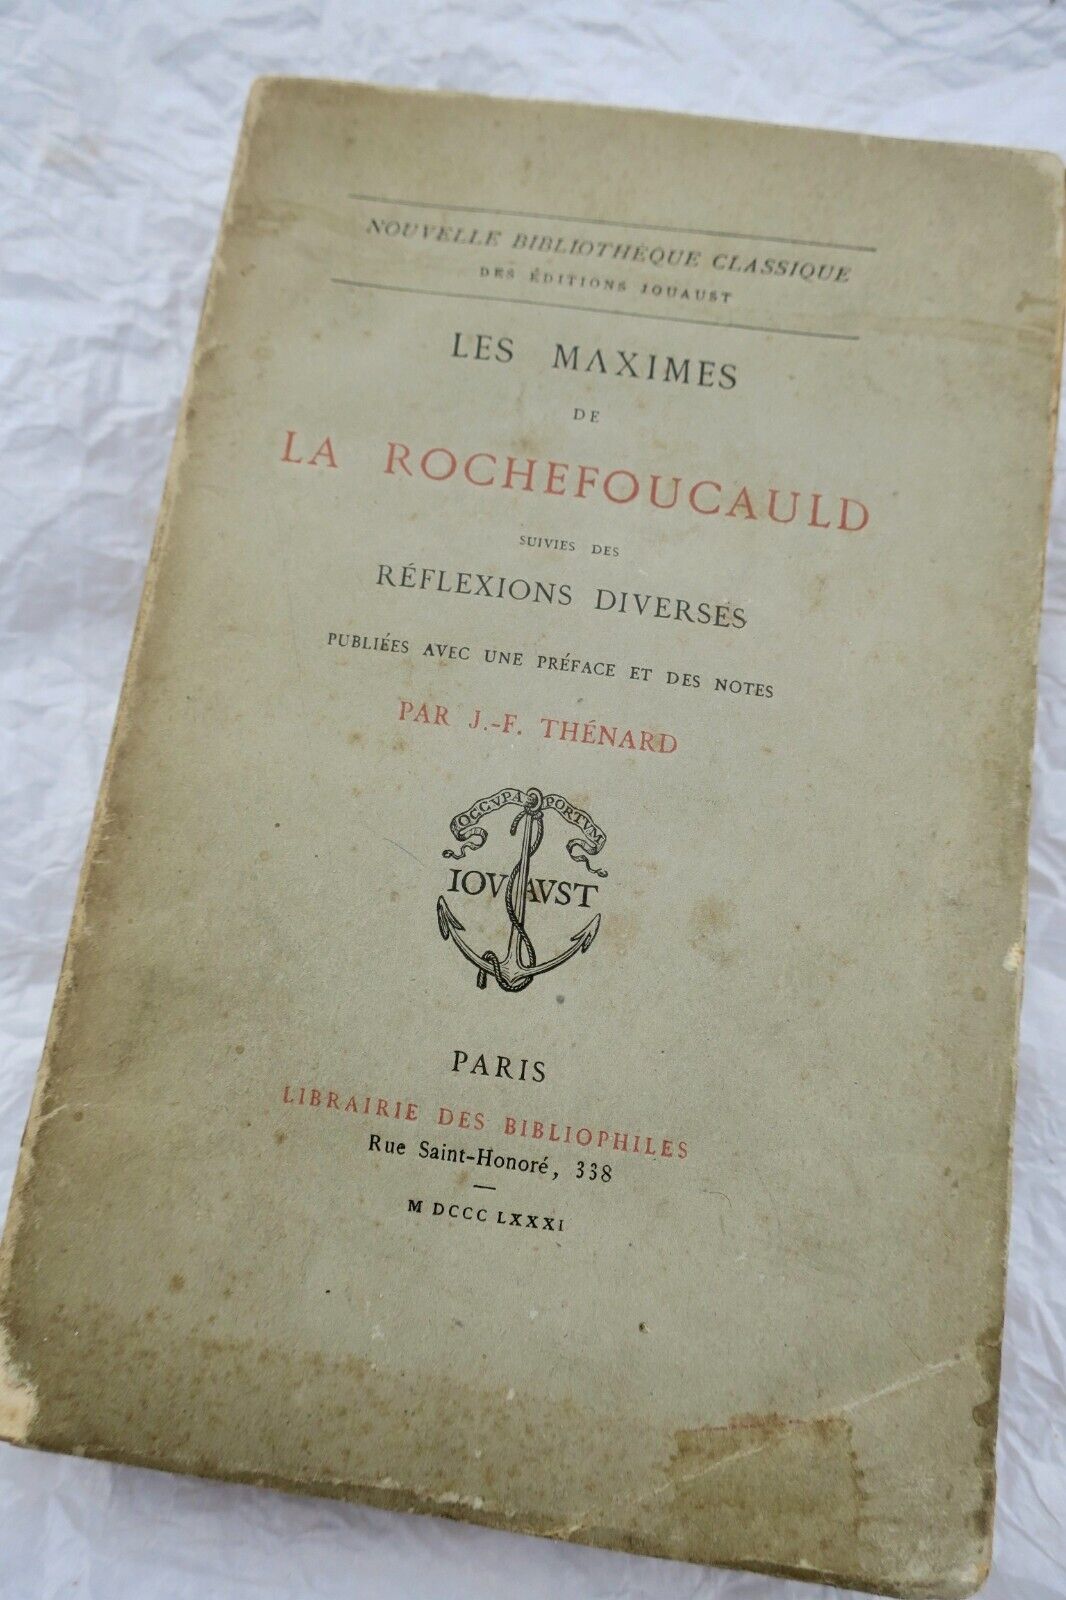 NOUVELLE BIBLIOTHÈQUE CLASSIQUE
DES ÉDITIONS JOUAUST
LES MAXIMES
DE
LA ROCHEFOUCAULD
SUIVIES DES
RÉFLEXIONS DIVERSES
PUBLIÉES AVEC UNE PRÉFACE ET DES NOTES
PAR J.-F. THÉNARD
OCCVPA PORTVM
IOVAVST
PARIS
LIBRAIRIE DES BIBLIOPHILES
Rue Saint-Honoré, 338
M DCCC LXXXI